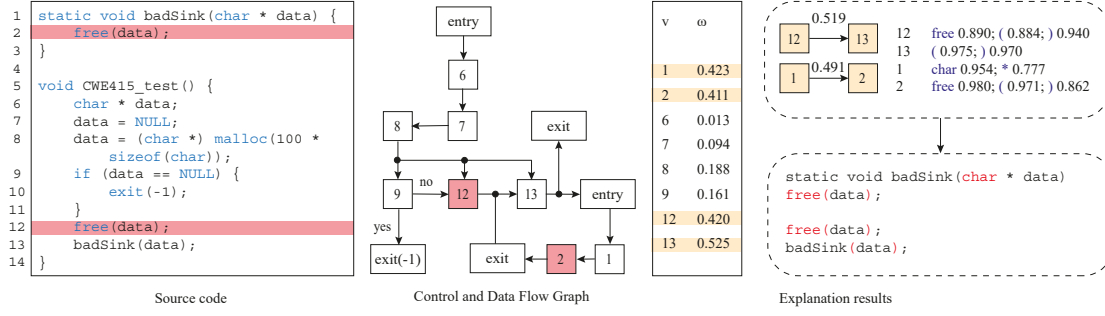 1 static void badSink(char * data) {
2 free(data);
3 }
4
5 void CWE415_test() {
6 char * data;
7 data = NULL;
8 data = (char *) malloc(100 *
sizeof(char));
9 if (data == NULL) {
10 exit(-1);
11 }
12 free(data);
13 badSink(data);
14 }
Source code
entry
6
8
7
exit
9
no
12
13
entry
yes
exit(-1)
exit
2
1
Control and Data Flow Graph
v ω
1 0.423
2 0.411
6 0.013
7 0.094
8 0.188
9 0.161
12 0.420
13 0.525
0.519
12 13
0.491
1 2
12 free 0.890; ( 0.884; ) 0.940
13 ( 0.975; ) 0.970
1 char 0.954; * 0.777
2 free 0.980; ( 0.971; ) 0.862
static void badSink(char * data)
free(data);
free(data);
badSink(data);
Explanation results